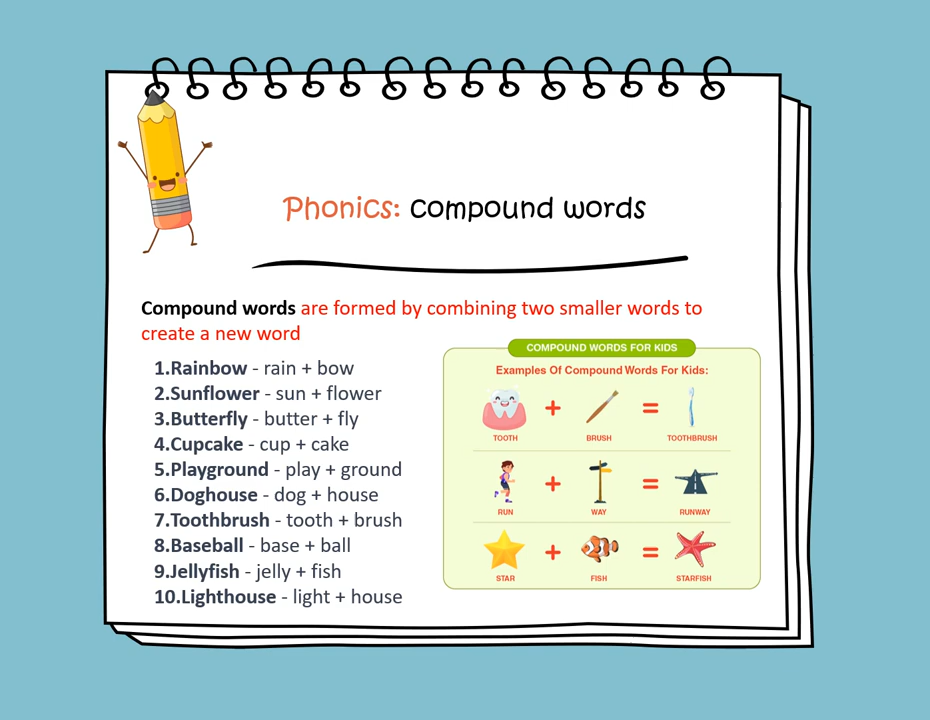 Phonics: compound words
Compound words are formed by combining two smaller words to
create a new word
1.Rainbow - rain + bow
2.Sunflower - sun + flower
3.Butterfly - butter + fly
4.Cupcake - cup + cake
5.Playground - play + ground
6.Doghouse - dog + house
7.Toothbrush - tooth + brush
8.Baseball - base + ball
9.Jellyfish - jelly + fish
10.Lighthouse - light + house
COMPOUND WORDS FOR KIDS
Examples Of Compound Words For Kids:
+ =
TOOTH BRUSH TOOTHBRUSH
+ =
RUN WAY RUNWAY
+ =
STAR FISH STARFISH